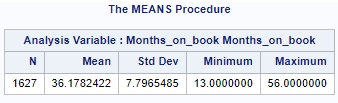 The MEANS Procedure
Analysis Variable : Months_on_book Months_on_book
N Mean Std Dev Minimum Maximum
1627 36.1782422 7.7965485 13.0000000 56.0000000